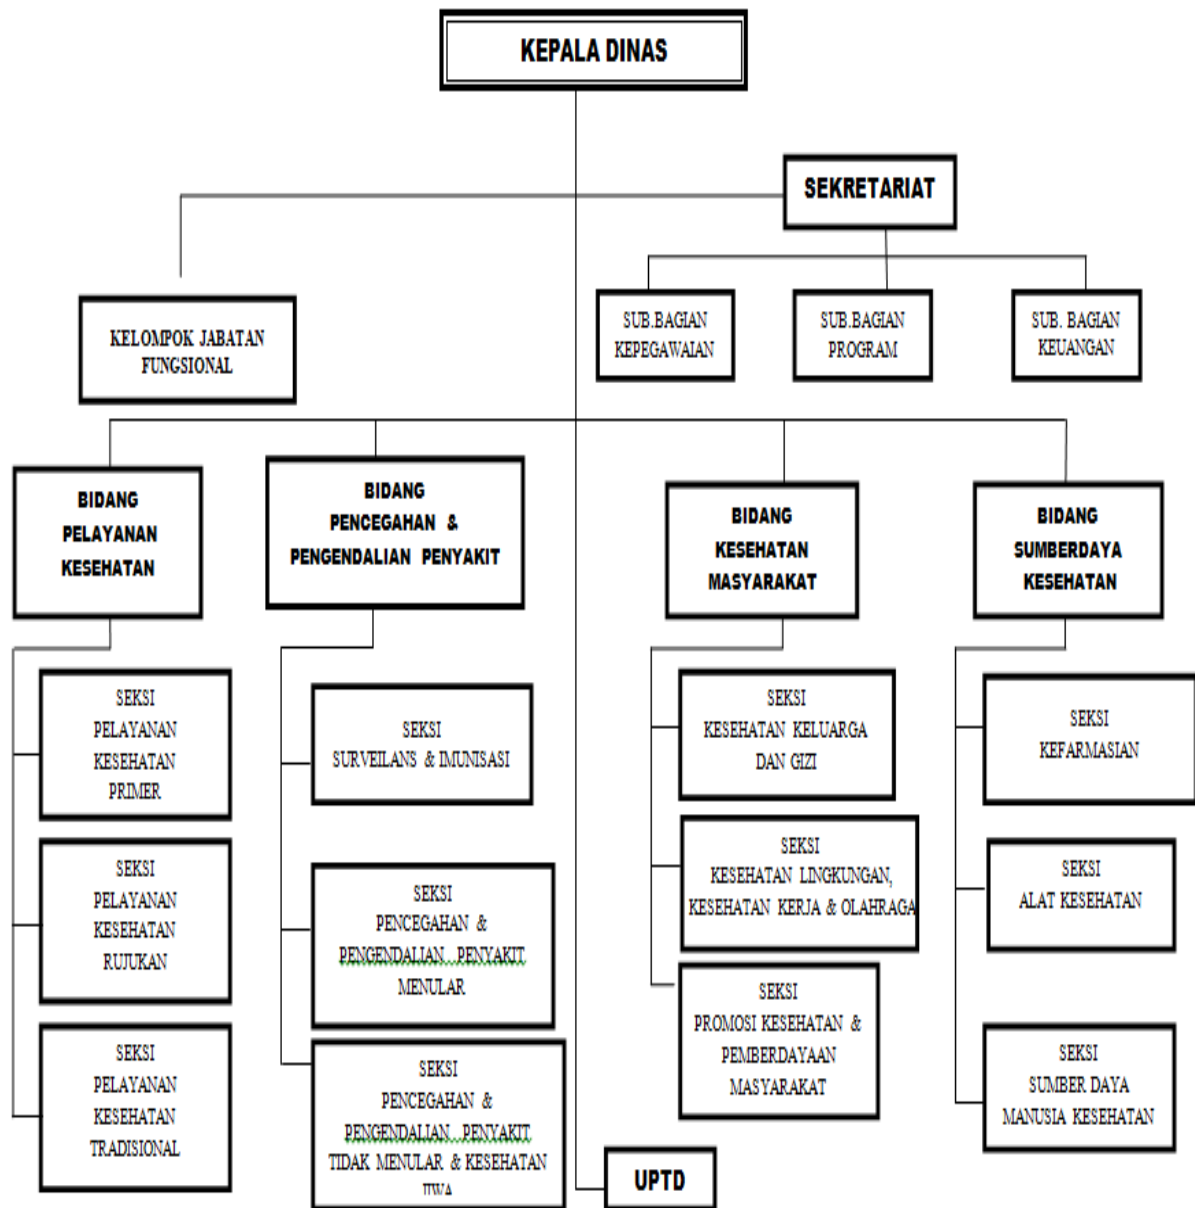 KEPALA DINAS
SEKRETARIAT
KELOMPOK JABATAN
FUNGSIONAL
SUB.BAGIAN
KEPEGAWAIAN
SUB.BAGIAN
PROGRAM
SUB. BAGIAN
KEUANGAN
BIDANG
PELAYANAN
KESEHATAN
BIDANG
PENCEGAHAN &
PENGENDALIAN PENYAKIT
BIDANG
KESEHATAN
MASYARAKAT
BIDANG
SUMBERDAYA
KESEHATAN
SEKSI
PELAYANAN
KESEHATAN
PRIMER
SEKSI
PELAYANAN
KESEHATAN
RUJUKAN
SEKSI
PELAYANAN
KESEHATAN
TRADISIONAL
SEKSI
SURVEILANS & IMUNISASI
SEKSI
PENCEGAHAN &
PENGENDALIAN PENYAKIT
MENULAR
SEKSI
PENCEGAHAN &
PENGENDALIAN PENYAKIT
TIDAK MENULAR & KESEHATAN
JIWA
SEKSI
KESEHATAN KELUARGA
DAN GIZI
SEKSI
KESEHATAN LINGKUNGAN,
KESEHATAN KERJA & OLAHRAGA
SEKSI
PROMOSI KESEHATAN &
PEMBERDAYAAN
MASYARAKAT
SEKSI
KEFARMASIAN
SEKSI
ALAT KESEHATAN
SEKSI
SUMBER DAYA
MANUSIA KESEHATAN
UPTD